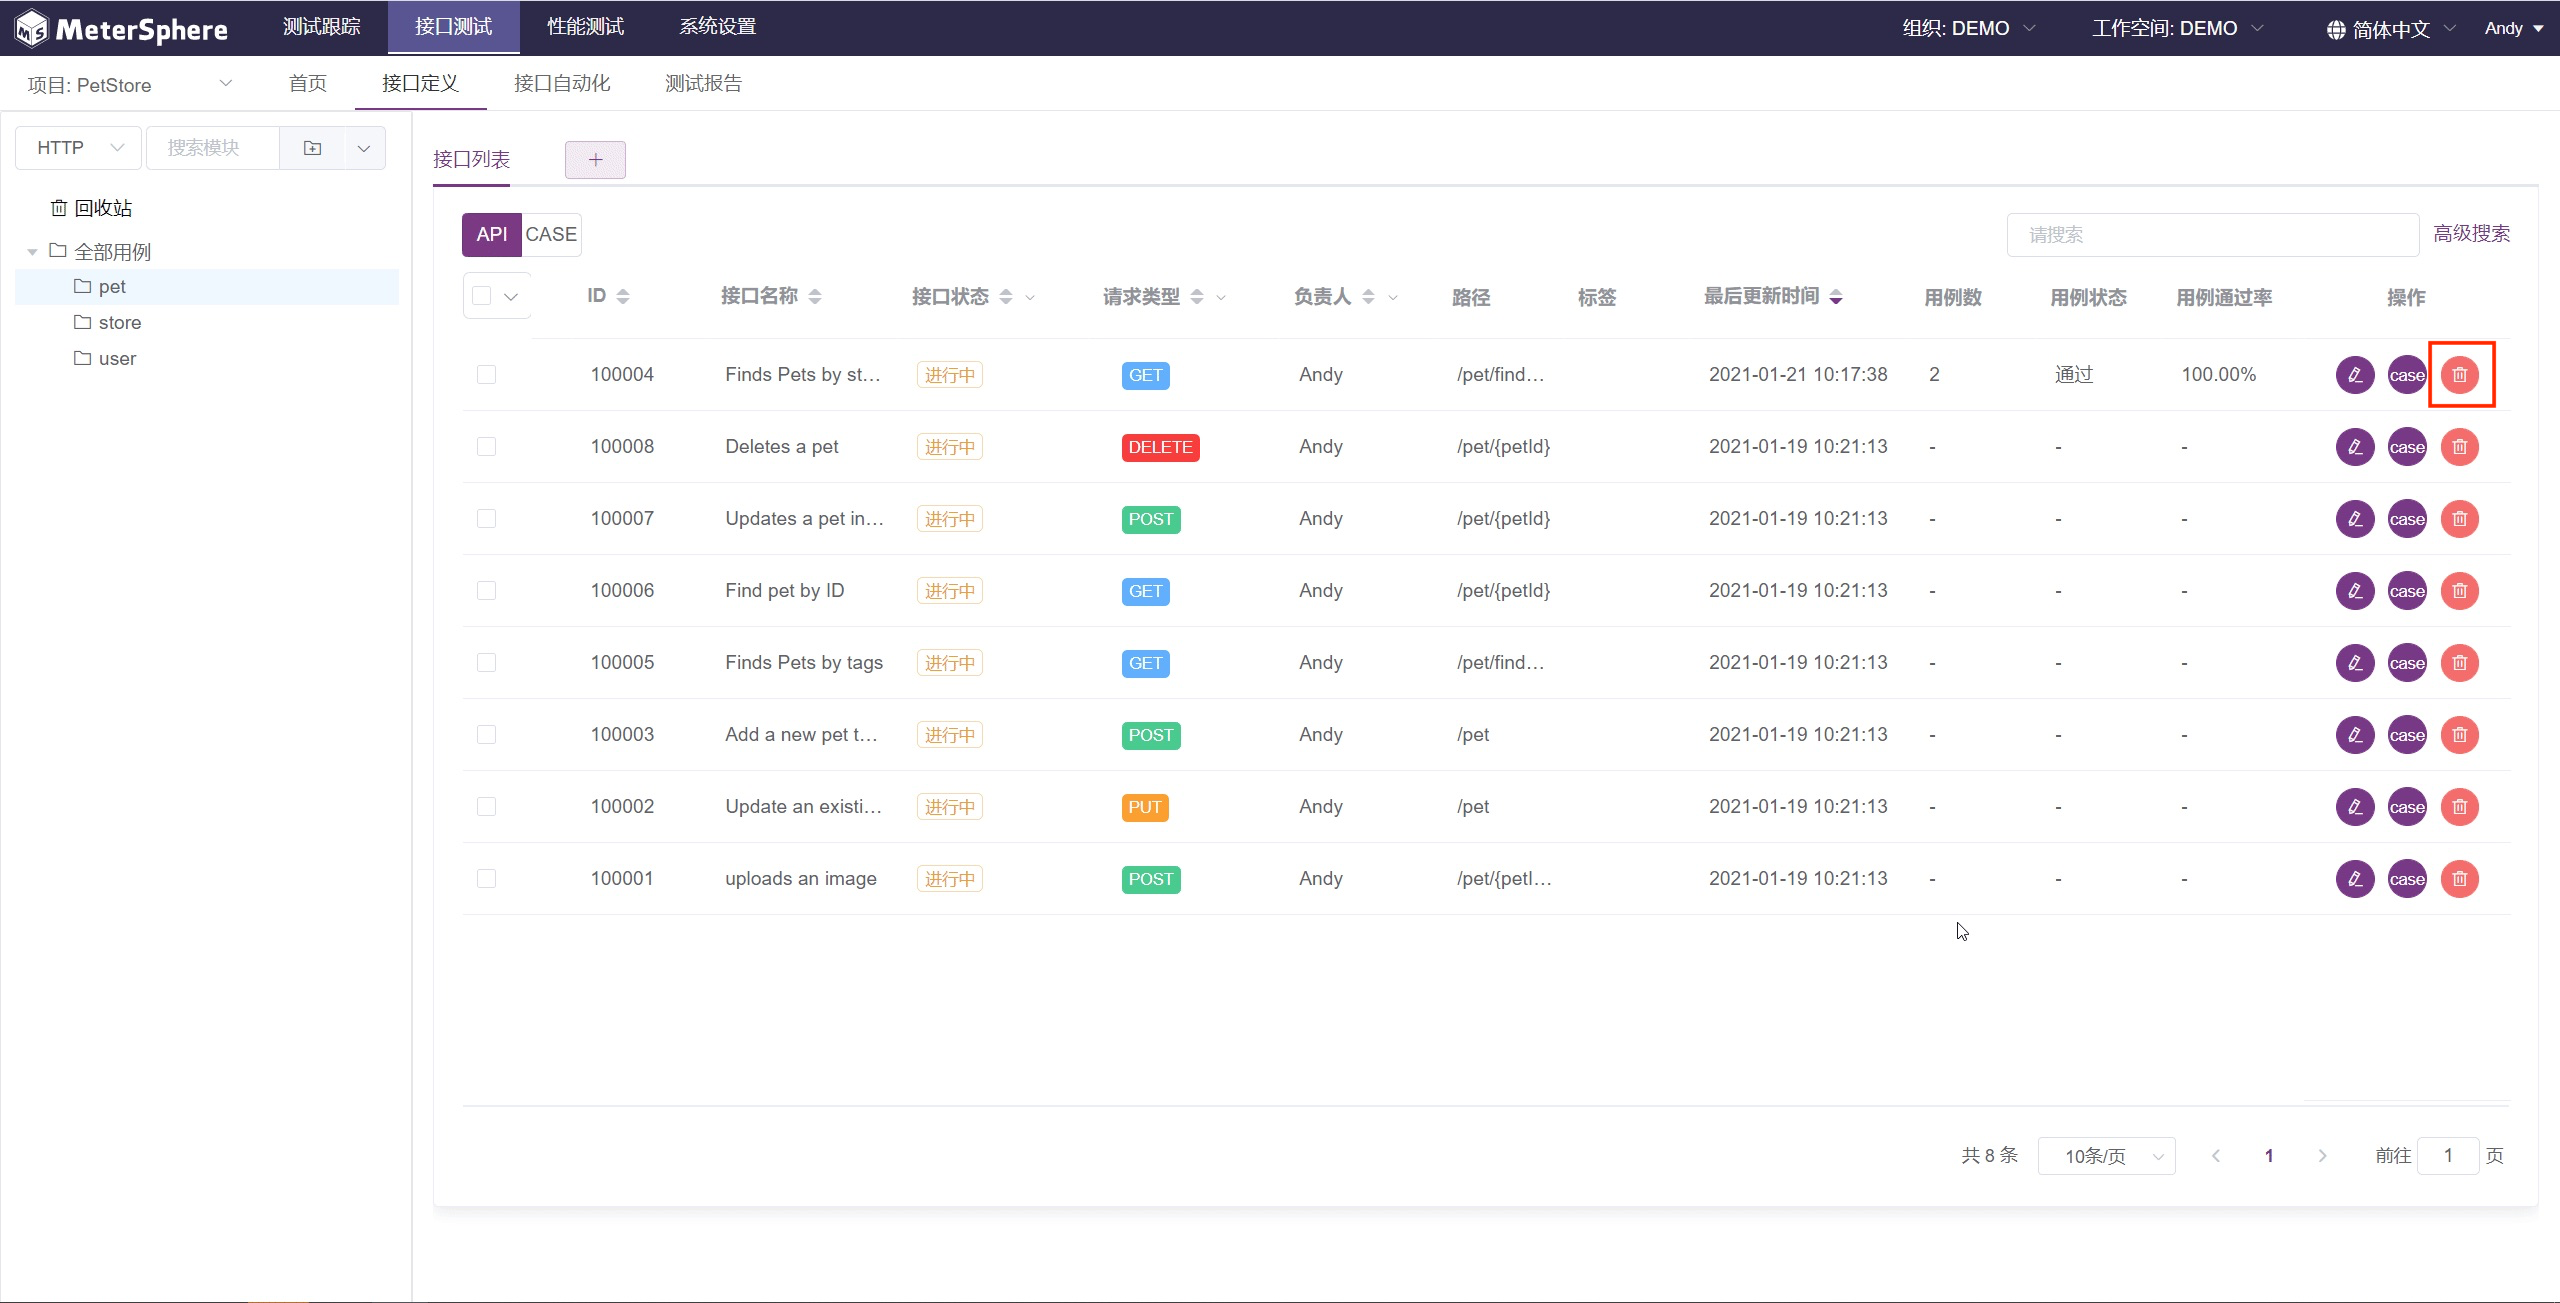 MeterSphere 测试跟踪 接口测试 性能测试 系统设置 组织: DEMO 工作空间: DEMO 简体中文 Andy
项目: PetStore 首页 接口定义 接口自动化 测试报告
HTTP 搜索模块
回收站
全部用例
pet
store
user
接口列表 +
API CASE 请搜索 高级搜索
ID 接口名称 接口状态 请求类型 负责人 路径 标签 最后更新时间 用例数 用例状态 用例通过率 操作
100004 Finds Pets by st... 进行中 GET Andy /pet/find... 2021-01-21 10:17:38 2 通过 100.00% case
100008 Deletes a pet 进行中 DELETE Andy /pet/{petId} 2021-01-19 10:21:13 - - - case
100007 Updates a pet in... 进行中 POST Andy /pet/{petId} 2021-01-19 10:21:13 - - - case
100006 Find pet by ID 进行中 GET Andy /pet/{petId} 2021-01-19 10:21:13 - - - case
100005 Finds Pets by tags 进行中 GET Andy /pet/find... 2021-01-19 10:21:13 - - - case
100003 Add a new pet t... 进行中 POST Andy /pet 2021-01-19 10:21:13 - - - case
100002 Update an existi... 进行中 PUT Andy /pet 2021-01-19 10:21:13 - - - case
100001 uploads an image 进行中 POST Andy /pet/{petI... 2021-01-19 10:21:13 - - - case
共 8 条 10条/页 1 前往 1 页